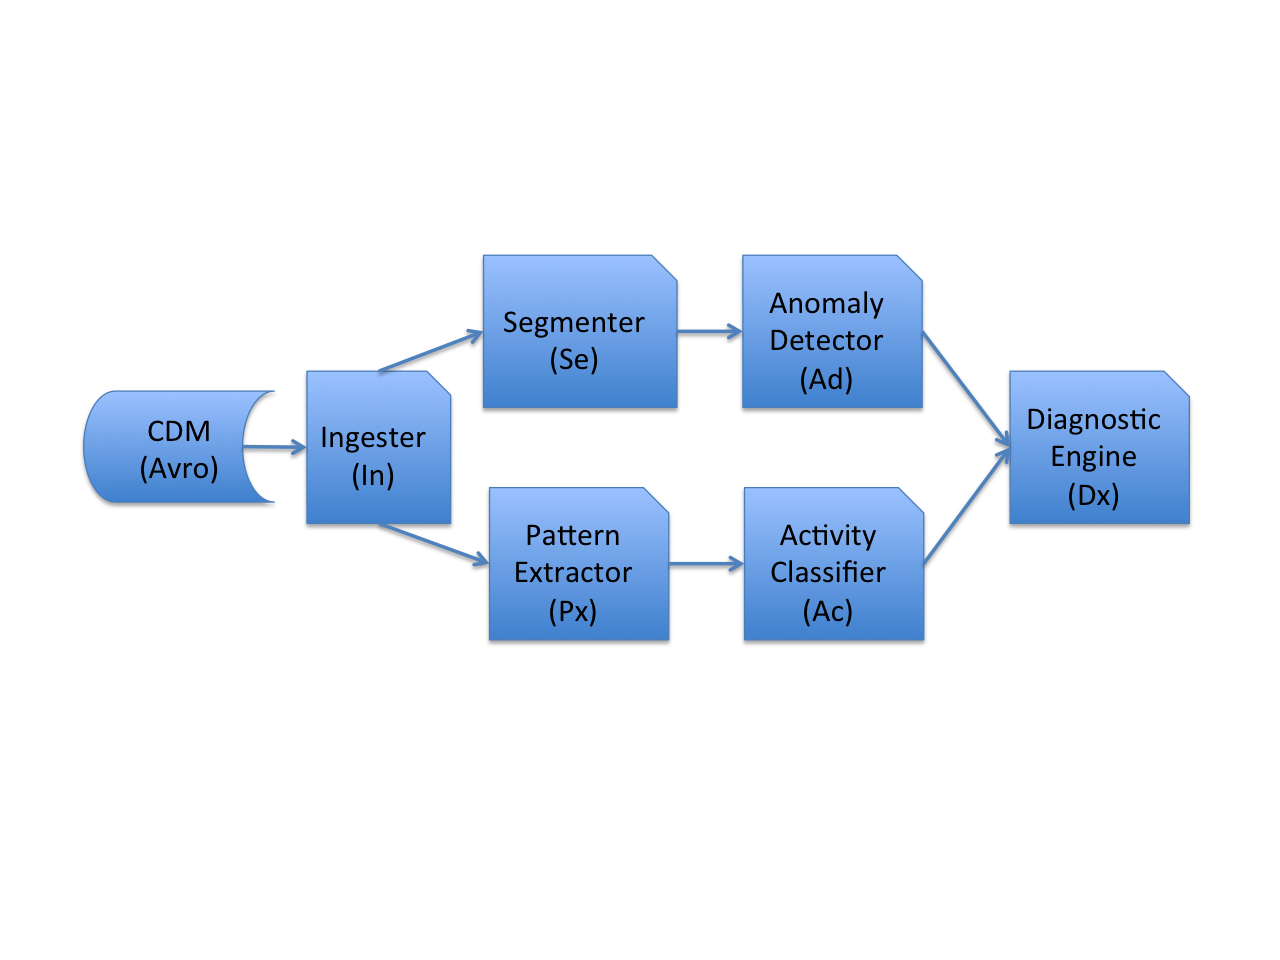 CDM
(Avro)
Ingester
(In)
Segmenter
(Se)
Anomaly
Detector
(Ad)
Pattern
Extractor
(Px)
Activity
Classifier
(Ac)
Diagnostic
Engine
(Dx)